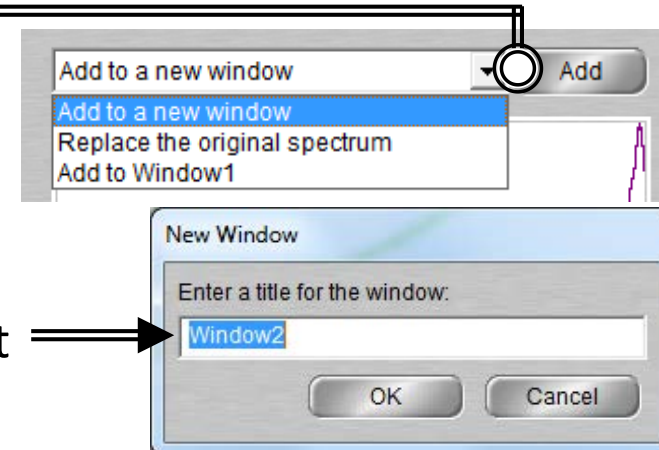 Add to a new window
Add
Add to a new window
Replace the original spectrum
Add to Window1
New Window
Enter a title for the window:
t
Window2
OK
Cancel